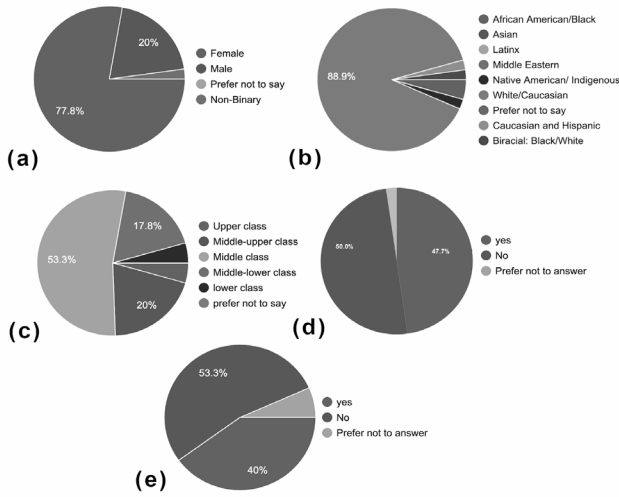 20%
77.8%
Female
Male
Prefer not to say
Non-Binary
(a)
88.9%
African American/Black
Asian
Latinx
Middle Eastern
Native American/ Indigenous
White/Caucasian
Prefer not to say
Caucasian and Hispanic
Biracial: Black/White
(b)
17.8%
53.3%
20%
Upper class
Middle-upper class
Middle class
Middle-lower class
lower class
prefer not to say
(c)
50.0%
47.7%
yes
No
Prefer not to answer
(d)
53.3%
40%
yes
No
Prefer not to answer
(e)